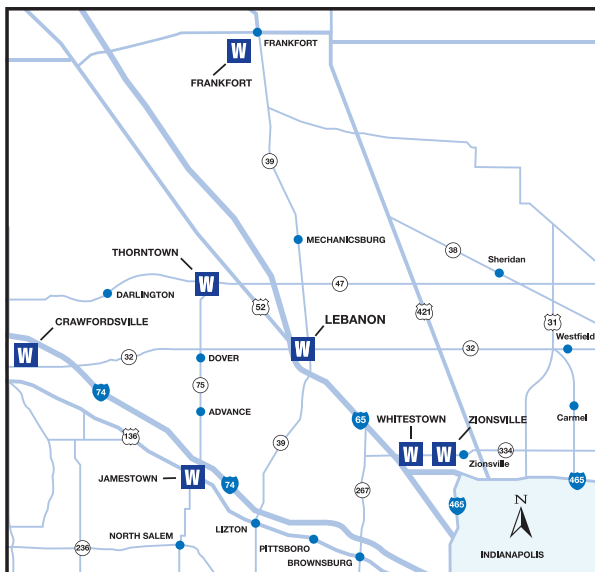 FRANKFORT
W
FRANKFORT
39
MECHANICSBURG
38
Sheridan
THORNTOWN
W
47
DARLINGTON
52
421
31
CRAWFORDSVILLE
LEBANON
W
W
32
DOVER
32
Westfield
74
75
ADVANCE
65
WHITESTOWN
ZIONSVILLE
Carmel
136
39
W
W
Zionsville
334
JAMESTOWN
W
74
267
465
465
N
NORTH SALEM
LIZTON
236
PITTSBORO
BROWNSBURG
INDIANAPOLIS